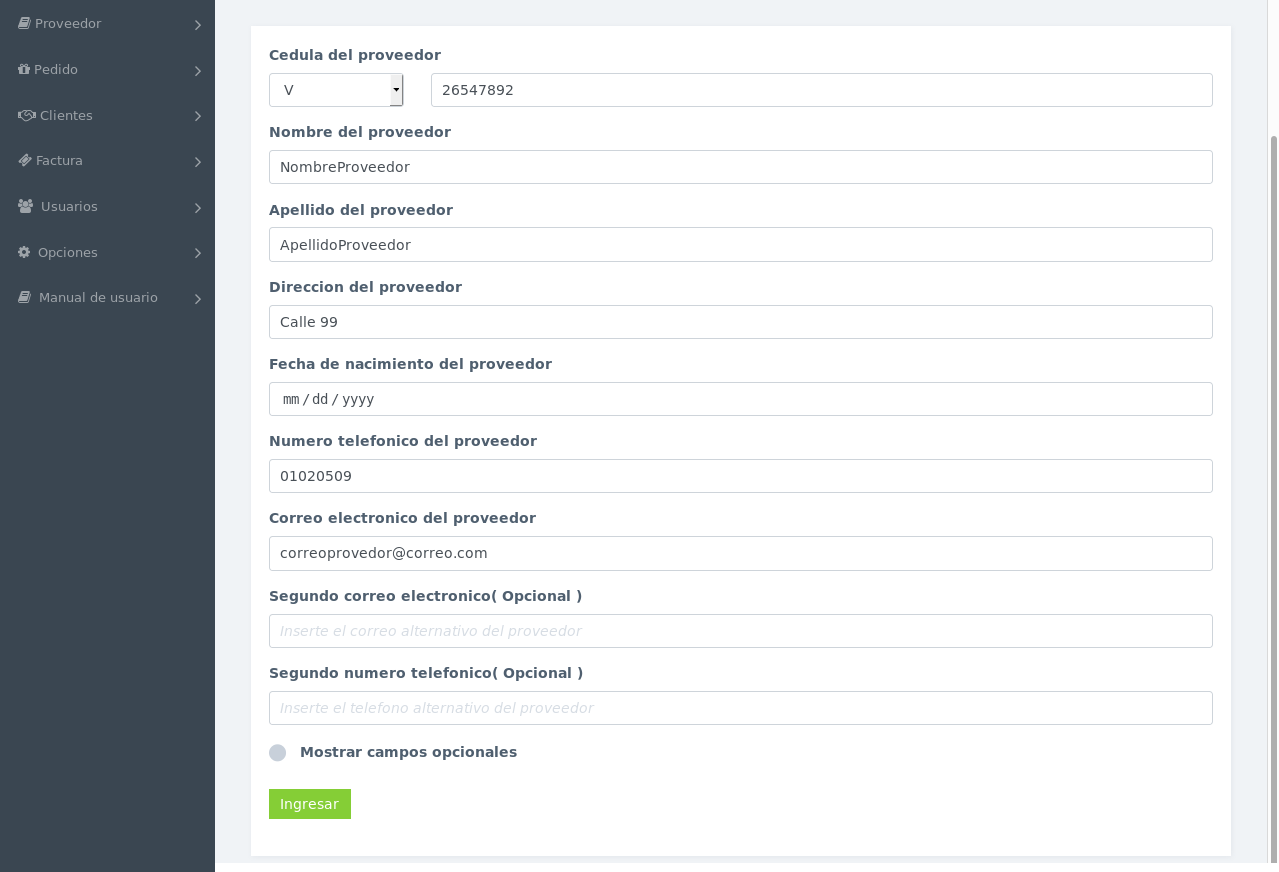 Proveedor
Pedido
Clientes
Factura
Usuarios
Opciones
Manual de usuario
Cedula del proveedor
V 26547892
Nombre del proveedor
NombreProveedor
Apellido del proveedor
ApellidoProveedor
Direccion del proveedor
Calle 99
Fecha de nacimiento del proveedor
mm / dd / yyyy
Numero telefonico del proveedor
01020509
Correo electronico del proveedor
correoprovedor@correo.com
Segundo correo electronico( Opcional )
Inserte el correo alternativo del proveedor
Segundo numero telefonico( Opcional )
Inserte el telefono alternativo del proveedor
Mostrar campos opcionales
Ingresar